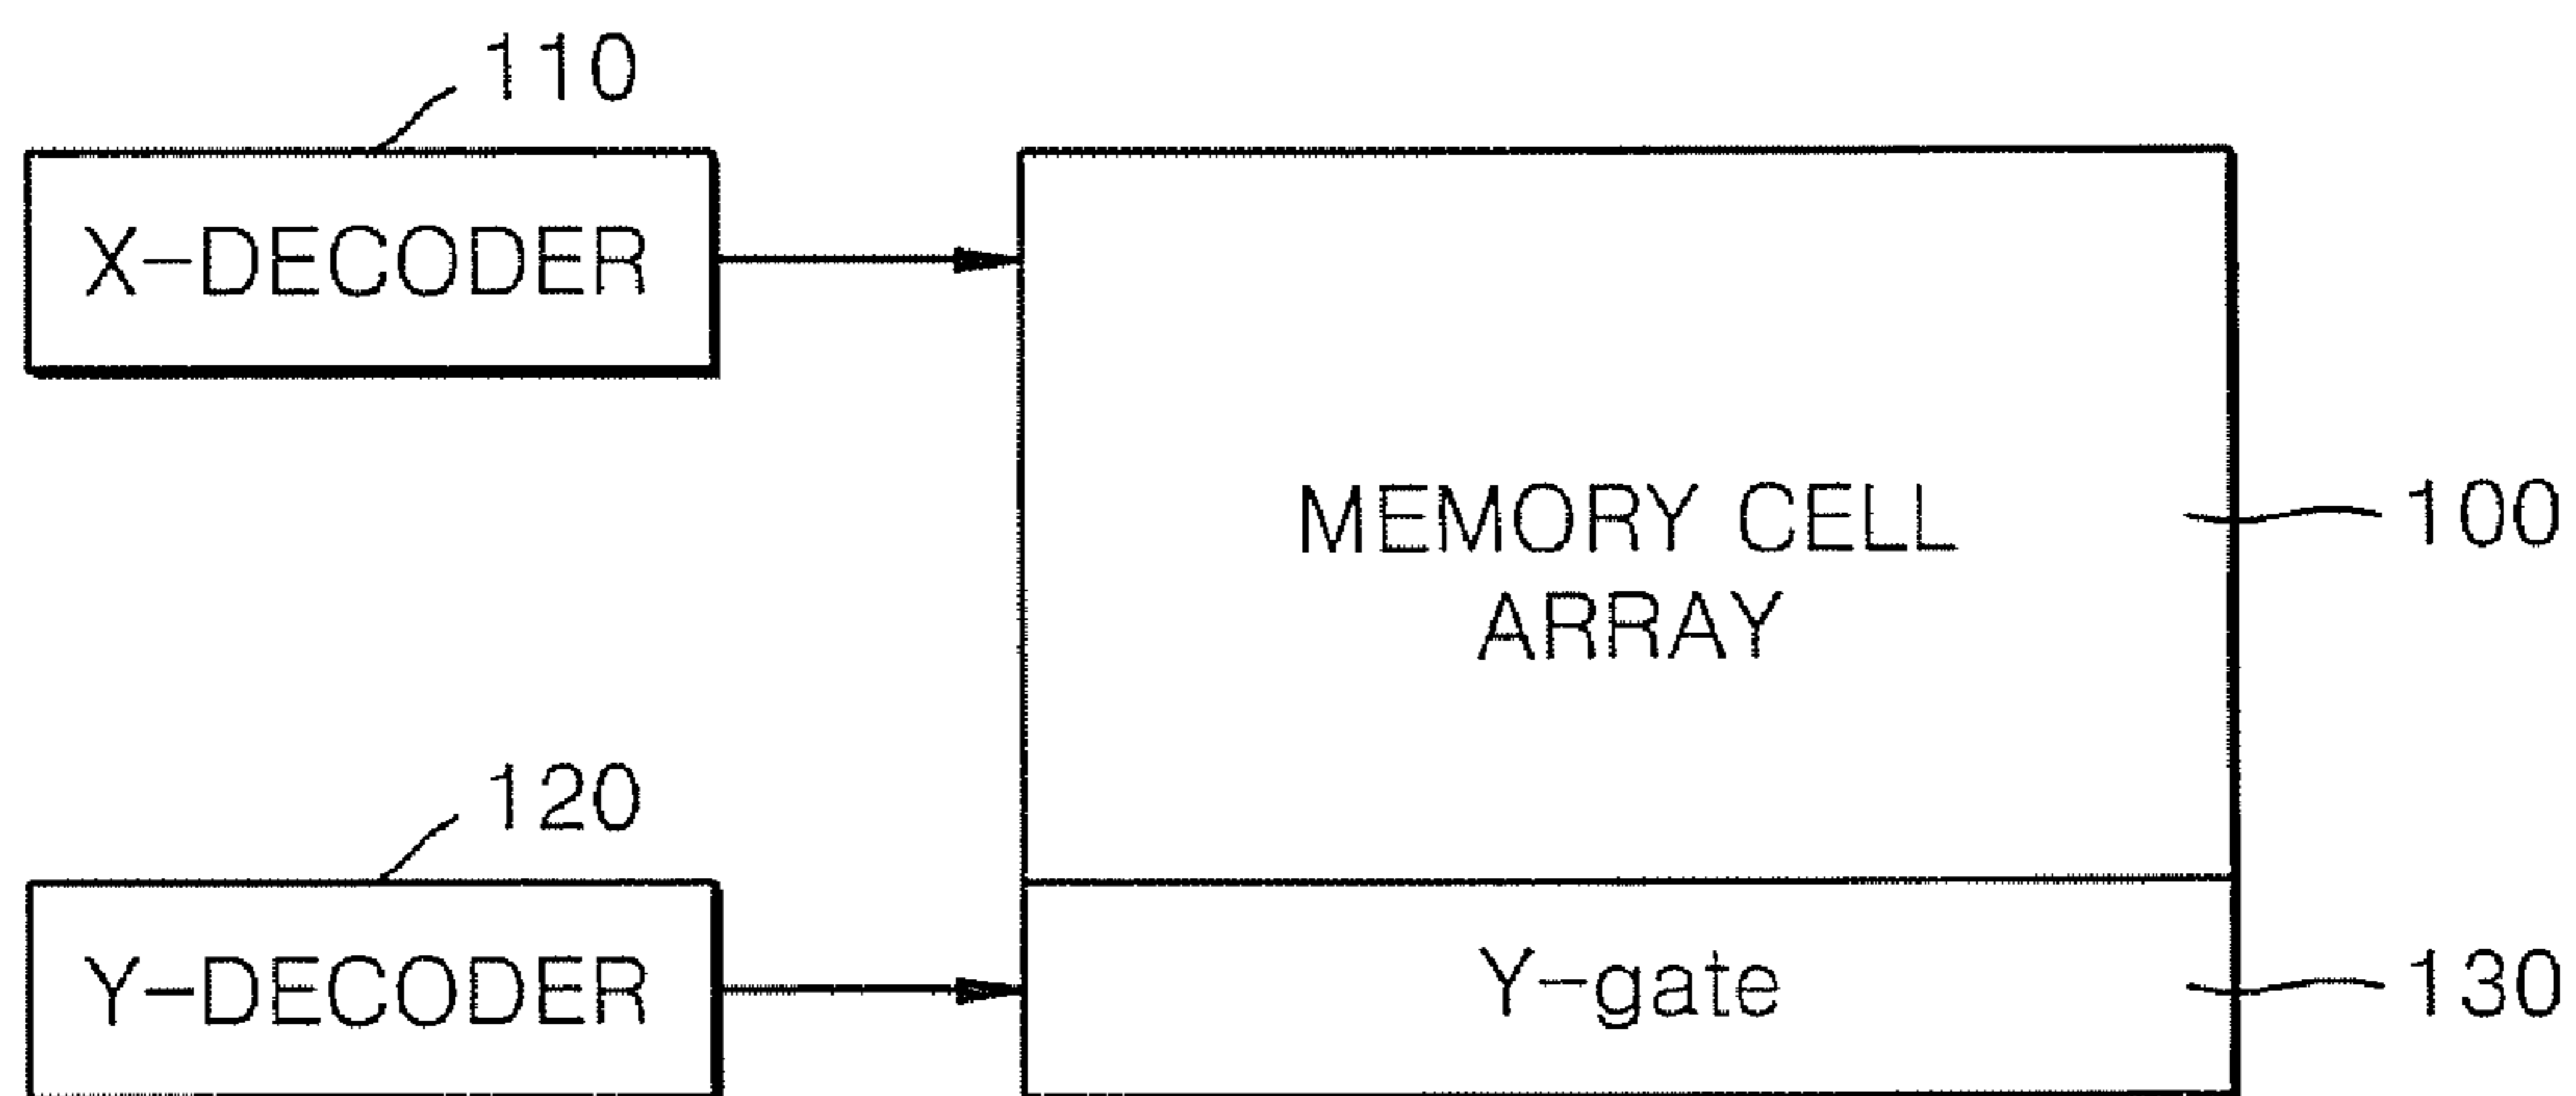 110
X-DECODER
MEMORY CELL
ARRAY
100
120
Y-DECODER
Y-gate
130